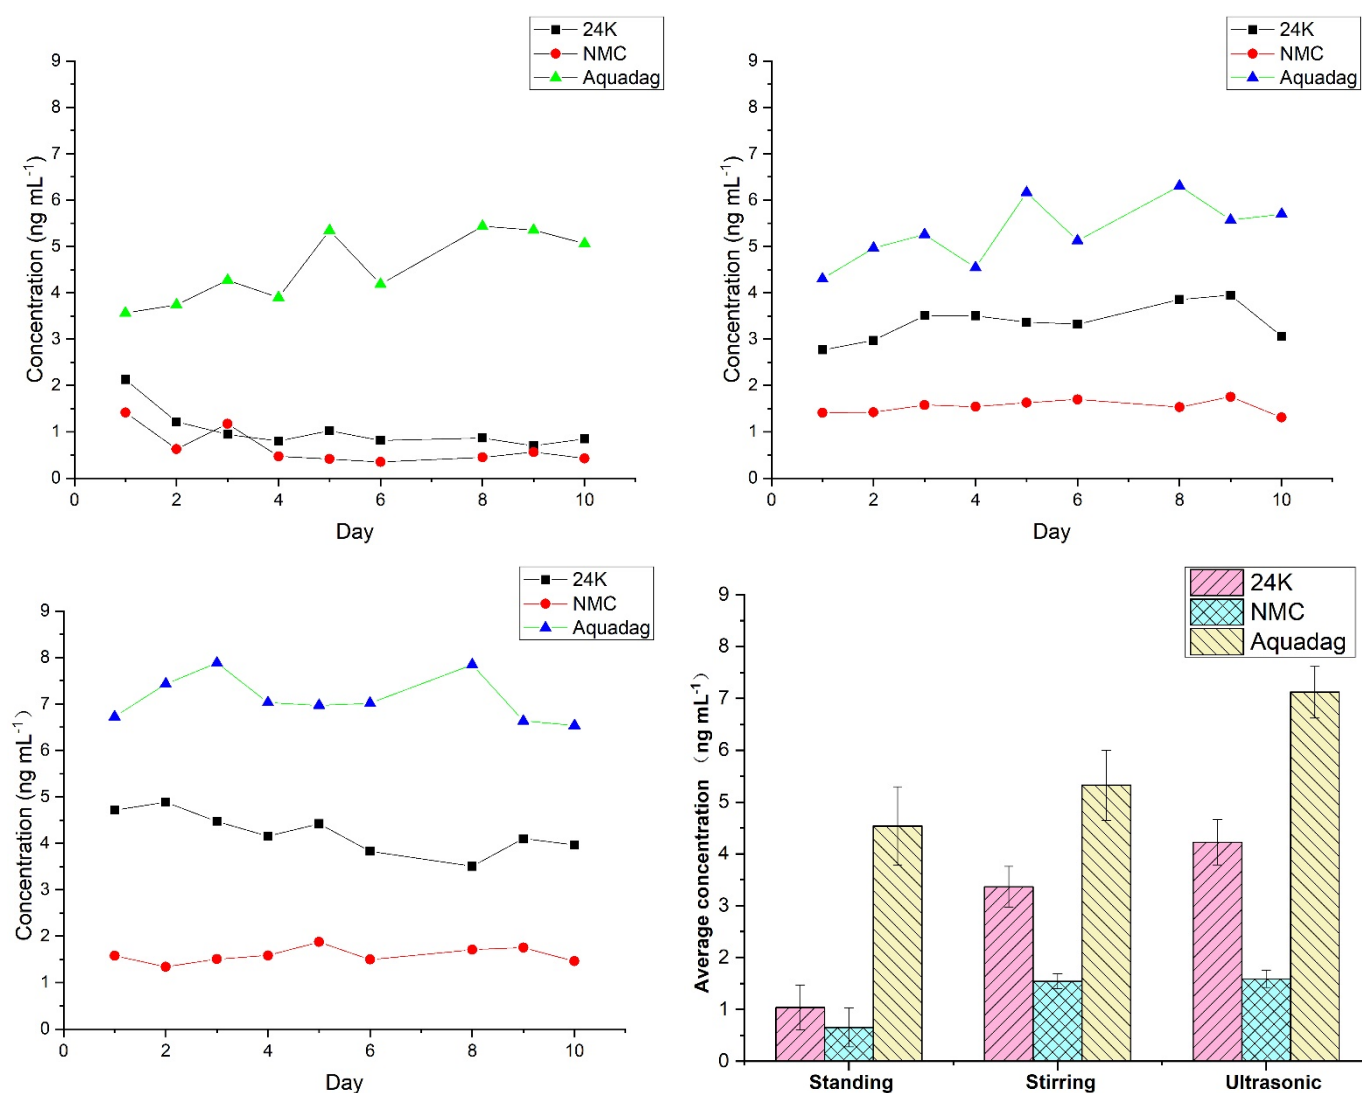 24K
NMC
Aquadag
9
8
7
6
5
4
3
2
1
0
Concentration (ng mL⁻¹)
0 2 4 6 8 10
Day
24K
NMC
Aquadag
9
8
7
6
5
4
3
2
1
0
Concentration (ng mL⁻¹)
0 2 4 6 8 10
Day
24K
NMC
Aquadag
9
8
7
6
5
4
3
2
1
0
Concentration (ng mL⁻¹)
0 2 4 6 8 10
Day
24K
NMC
Aquadag
9
8
7
6
5
4
3
2
1
0
Average concentration（ng mL⁻¹)
Standing Stirring Ultrasonic